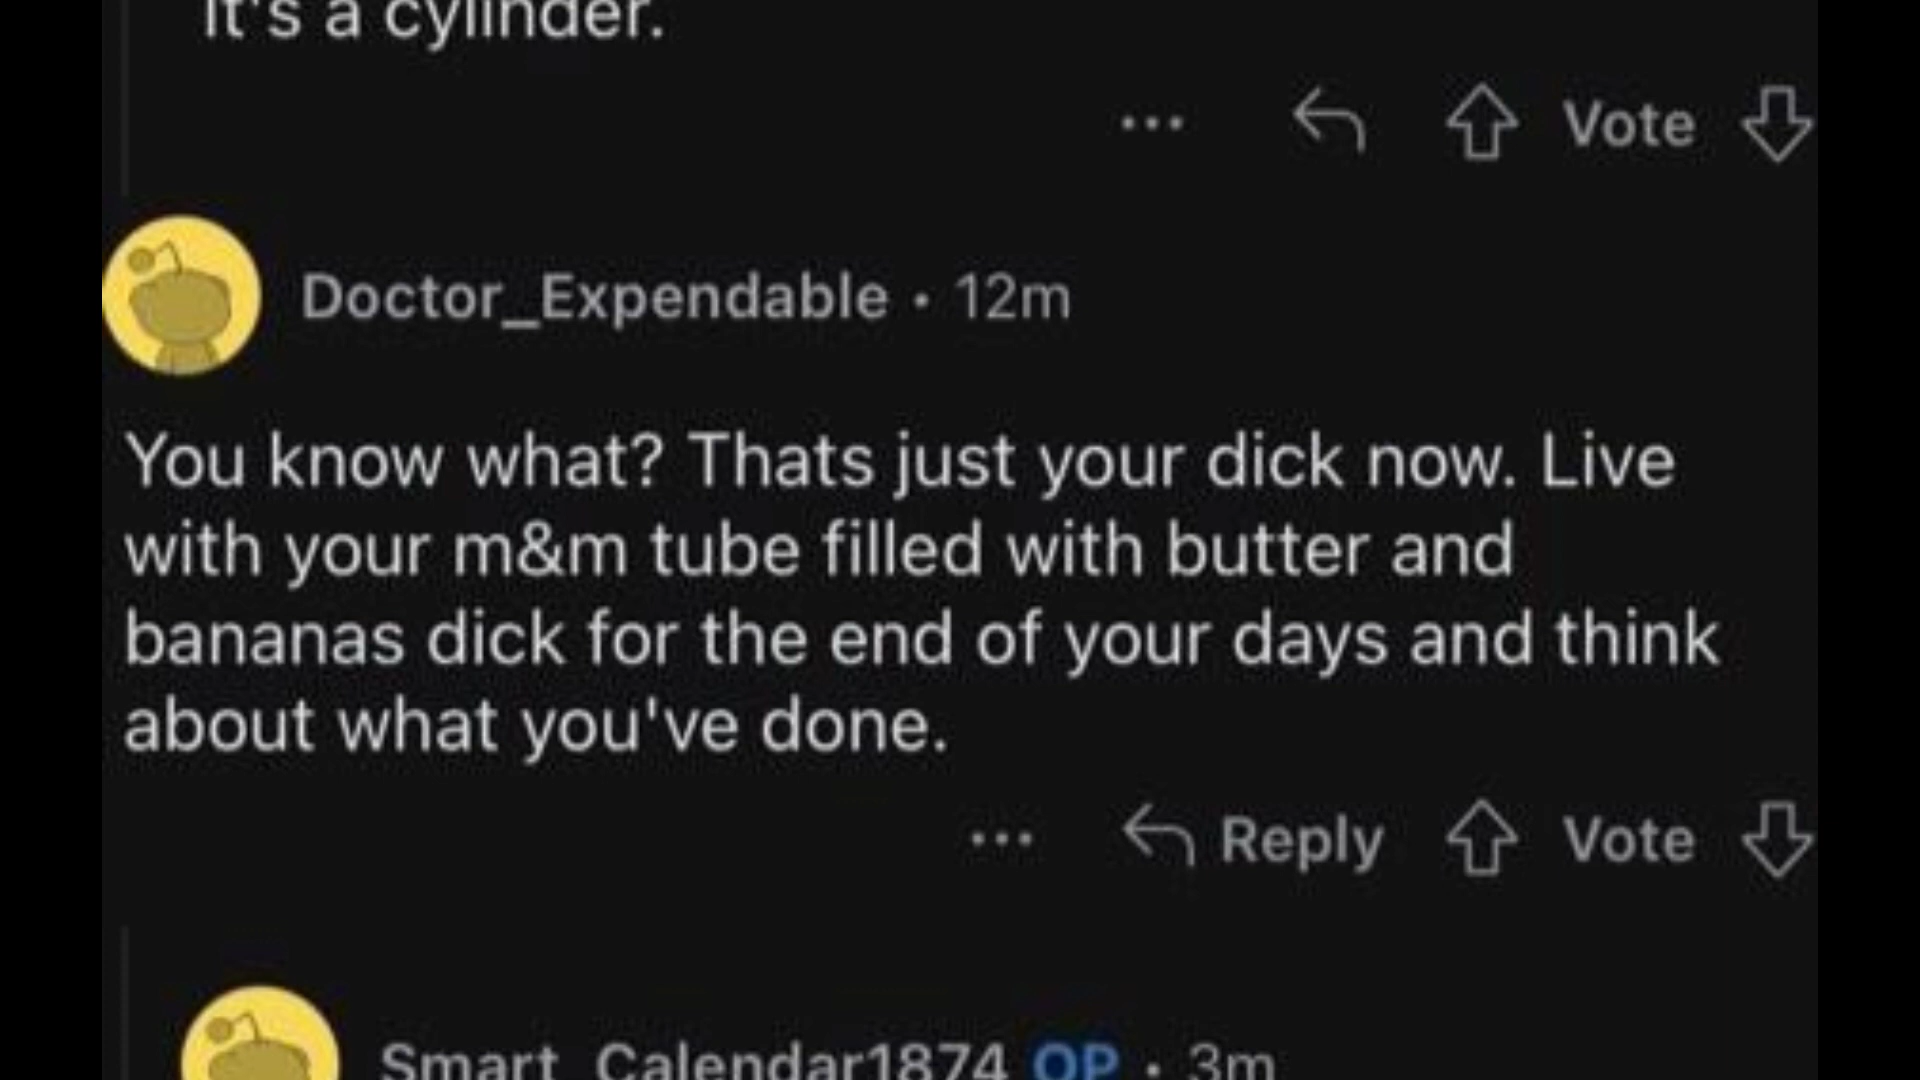 It's a cylinder.
Vote
Doctor_Expendable • 12m
You know what? Thats just your dick now. Live
with your m&m tube filled with butter and
bananas dick for the end of your days and think
about what you've done.
Reply Vote
Smart_Calendar1874 OP • 3m